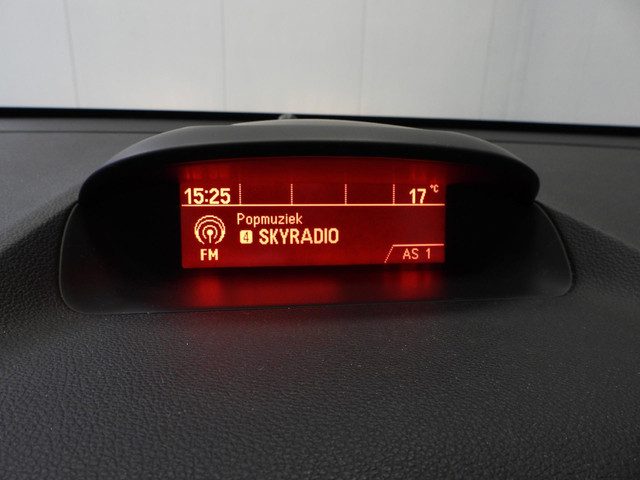 15:25 17 °C
Popmuziek
4 SKYRADIO
FM AS 1